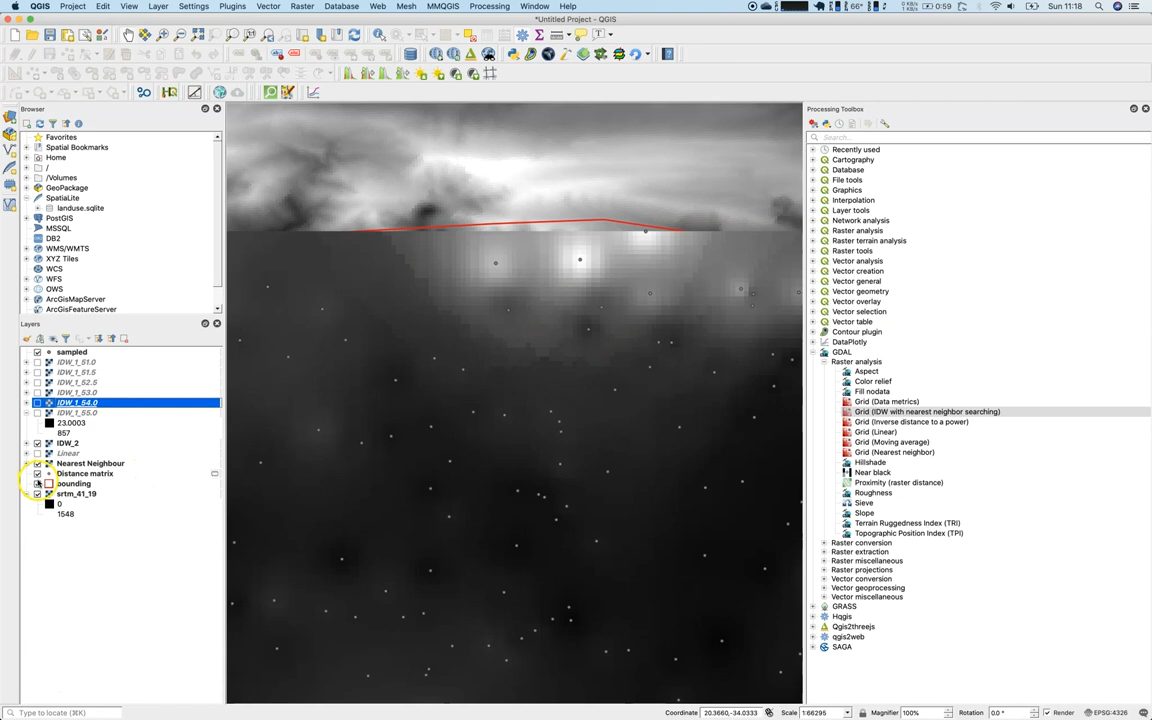 QGIS Project Edit View Layer Settings Plugins Vector Raster Database Web Mesh MMQGIS Processing Window Help
0 KB/s
0 KB/s
66°
0:59
Sun 11:18
*Untitled Project - QGIS
Browser
Favorites
Spatial Bookmarks
Home
/
/Volumes
GeoPackage
SpatiaLite
landuse.sqlite
PostGIS
MSSQL
DB2
WMS/WMTS
XYZ Tiles
WCS
WFS
OWS
ArcGisMapServer
ArcGisFeatureServer
Layers
sampled
IDW_1_51.0
IDW_1_51.5
IDW_1_52.5
IDW_1_53.0
IDW_1_54.0
IDW_1_55.0
23.0003
857
IDW_2
Linear
Nearest Neighbour
Distance matrix
bounding
srtm_41_19
0
1548
Processing Toolbox
Search...
Recently used
Cartography
Database
File tools
Graphics
Interpolation
Layer tools
Network analysis
Raster analysis
Raster terrain analysis
Raster tools
Vector analysis
Vector creation
Vector general
Vector geometry
Vector overlay
Vector selection
Vector table
Contour plugin
DataPlotly
GDAL
Raster analysis
Aspect
Color relief
Fill nodata
Grid (Data metrics)
Grid (IDW with nearest neighbor searching)
Grid (Inverse distance to a power)
Grid (Linear)
Grid (Moving average)
Grid (Nearest neighbor)
Hillshade
Near black
Proximity (raster distance)
Roughness
Sieve
Slope
Terrain Ruggedness Index (TRI)
Topographic Position Index (TPI)
Raster conversion
Raster extraction
Raster miscellaneous
Raster projections
Vector conversion
Vector geoprocessing
Vector miscellaneous
GRASS
Hqgis
Qgis2threejs
qgis2web
SAGA
Type to locate (⌘K)
Coordinate 20.3660,-34.0333 Scale 1:66295 Magnifier 100% Rotation 0.0 ° Render EPSG:4326